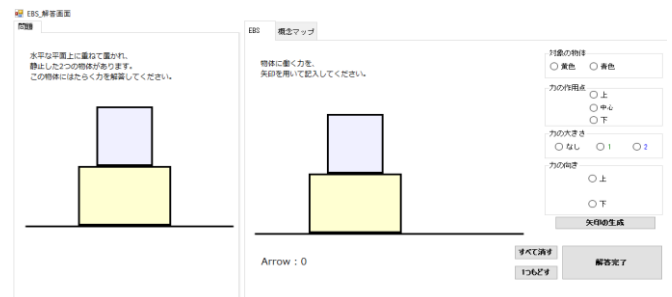 EBS_解答画面
問題
水平な平面上に重ねて置かれ、
静止した2つの物体があります。
この物体にはたらく力を解答してください。
EBS 概念マップ
物体に働く力を、
矢印を用いて記入してください。
Arrow : 0
対象の物体
黄色 青色
力の作用点
上
中心
下
力の大きさ
なし 1 2
力の向き
上
下
矢印の生成
すべて消す
1つもどす
解答完了